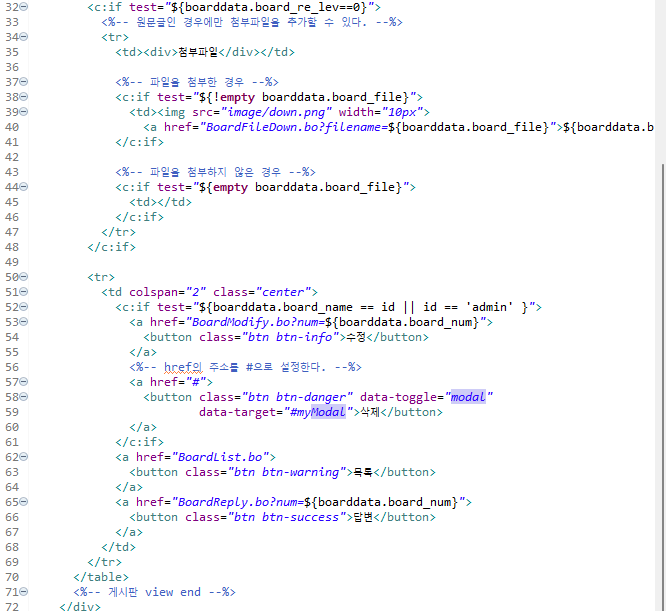 32 <c:if test="${boarddata.board_re_lev==0}">
33 <%-- 원문글인 경우에만 첨부파일을 추가할 수 있다. --%>
34 <tr>
35 <td><div>첨부파일</div></td>
36
37 <%-- 파일을 첨부한 경우 --%>
38 <c:if test="${!empty boarddata.board_file}">
39 <td><img src="image/down.png" width="10px">
40 <a href="BoardFileDown.bo?filename=${boarddata.board_file}">${boarddata.b
41 </c:if>
42
43 <%-- 파일을 첨부하지 않은 경우 --%>
44 <c:if test="${empty boarddata.board_file}">
45 <td></td>
46 </c:if>
47 </tr>
48 </c:if>
49
50 <tr>
51 <td colspan="2" class="center">
52 <c:if test="${boarddata.board_name == id || id == 'admin' }">
53 <a href="BoardModify.bo?num=${boarddata.board_num}">
54 <button class="btn btn-info">수정</button>
55 </a>
56 <%-- href의 주소를 #으로 설정한다. --%>
57 <a href="#">
58 <button class="btn btn-danger" data-toggle="modal"
59 data-target="#myModal">삭제</button>
60 </a>
61 </c:if>
62 <a href="BoardList.bo">
63 <button class="btn btn-warning">목록</button>
64 </a>
65 <a href="BoardReply.bo?num=${boarddata.board_num}">
66 <button class="btn btn-success">답변</button>
67 </a>
68 </td>
69 </tr>
70 </table>
71 <%-- 게시판 view end --%>
72 </div>